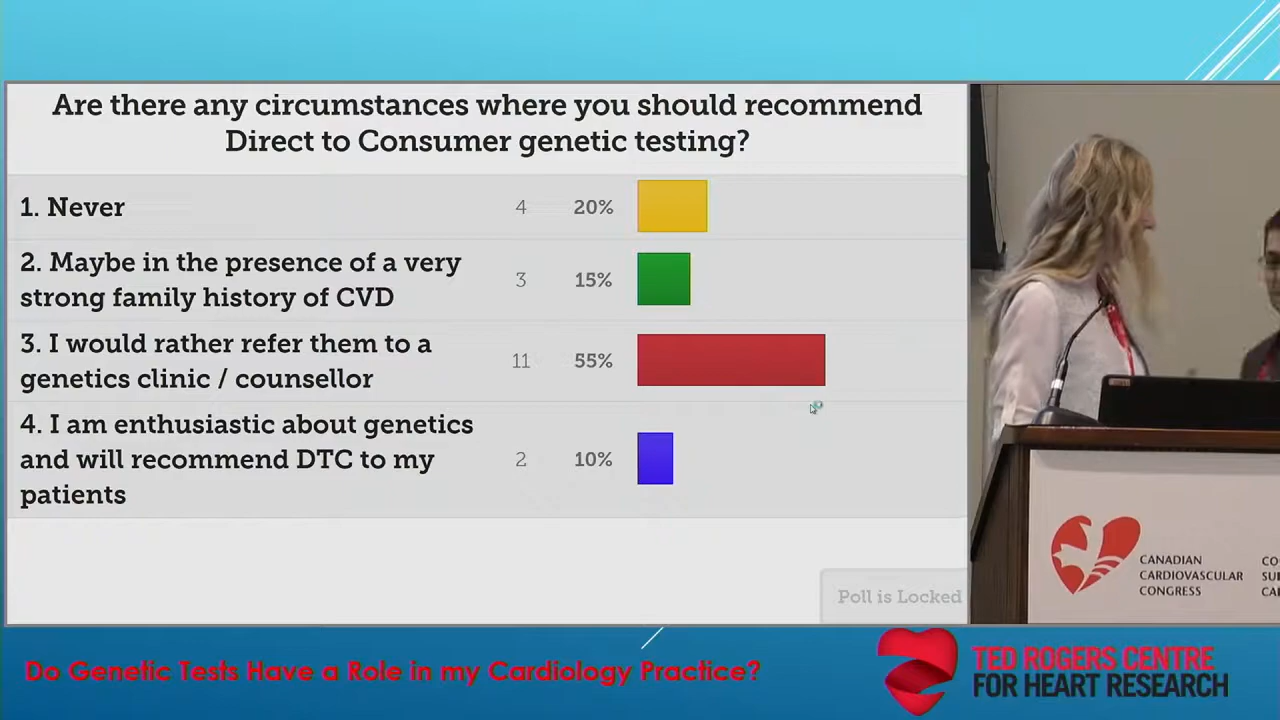 Are there any circumstances where you should recommend
Direct to Consumer genetic testing?
1. Never
4
20%
2. Maybe in the presence of a very
strong family history of CVD
3
15%
3. I would rather refer them to a
genetics clinic / counsellor
11
55%
4. I am enthusiastic about genetics
and will recommend DTC to my
patients
2
10%
Poll is Locked
CANADIAN
CARDIOVASCULAR
CONGRESS
Do Genetic Tests Have a Role in my Cardiology Practice?
TED ROGERS CENTRE
FOR HEART RESEARCH